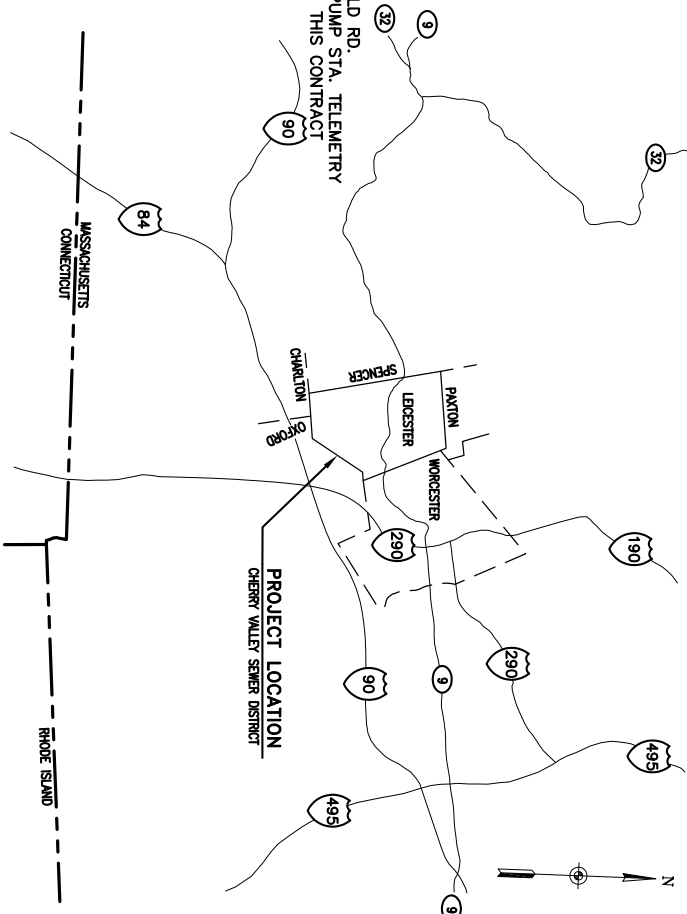 N
32
190
495
290
9
9
PAXTON
WORCESTER
9
32
LEICESTER
SPENCER
290
90
495
LD RD.
PUMP STA. TELEMETRY
THIS CONTRACT
CHARLTON
OXFORD
90
PROJECT LOCATION
CHERRY VALLEY SEWER DISTRICT
84
MASSACHUSETTS
CONNECTICUT
RHODE ISLAND